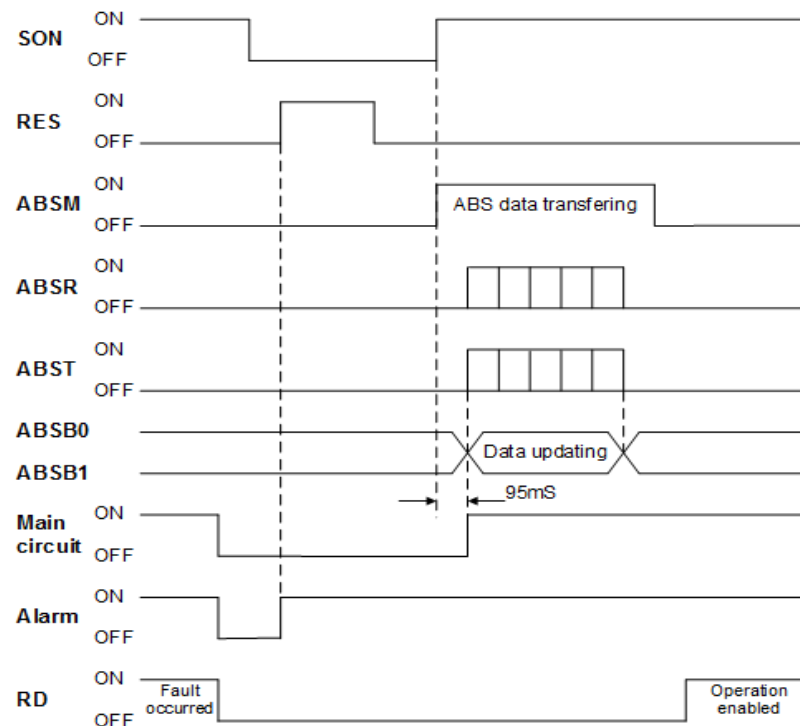 ON
SON
OFF
ON
RES
OFF
ON
ABSM
ABS data transfering
OFF
ON
ABSR
OFF
ON
ABST
OFF
ABSB0
Data updating
ABSB1
95mS
ON
Main
circuit
OFF
ON
Alarm
OFF
ON
RD
Fault
occurred
Operation
enabled
OFF